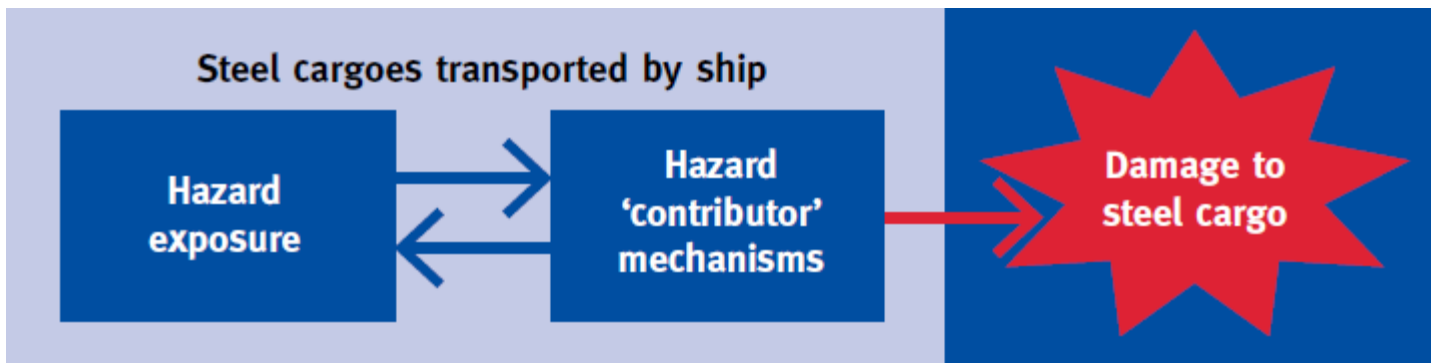 Steel cargoes transported by ship
Hazard
exposure
Hazard
‘contributor’
mechanisms
Damage to
steel cargo